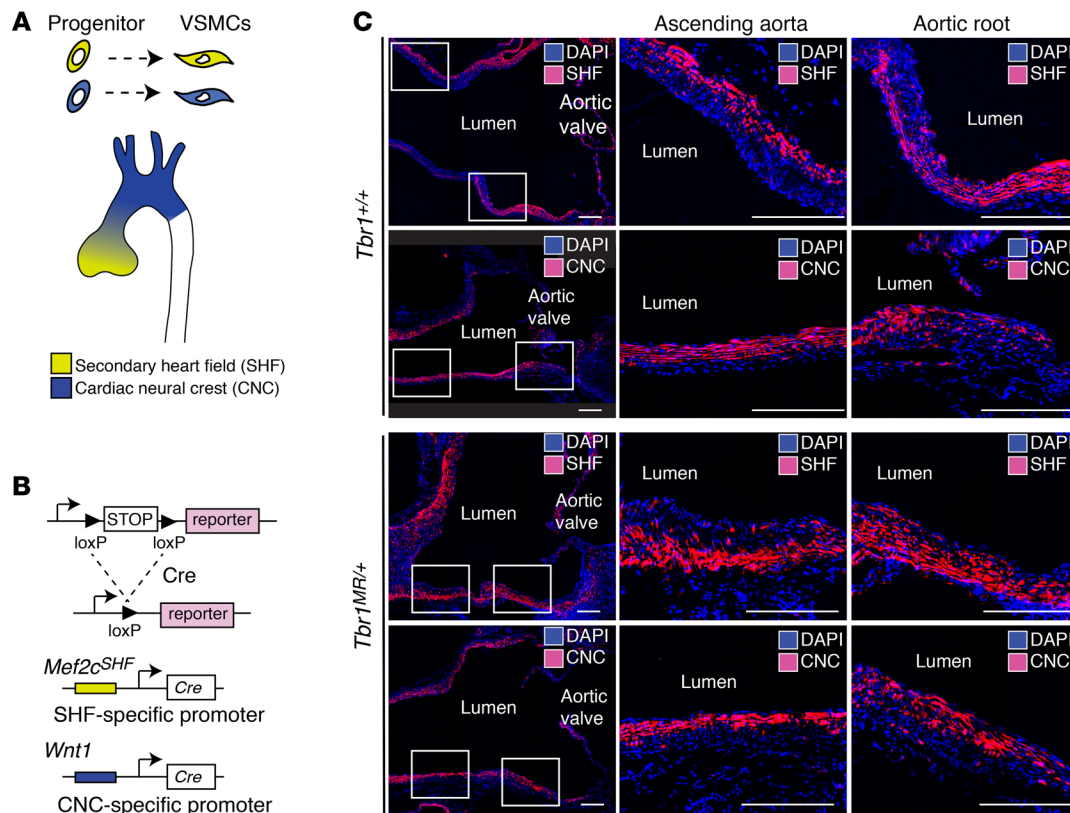 A
Progenitor VSMCs
Secondary heart field (SHF)
Cardiac neural crest (CNC)
B
STOP reporter
loxP loxP
Cre
reporter
loxP
Mef2cSHF
Cre
SHF-specific promoter
Wnt1
Cre
CNC-specific promoter
C
Ascending aorta Aortic root
Tbr1+/+
DAPI
SHF
Aortic
valve
Lumen
DAPI
SHF
Lumen
DAPI
SHF
Lumen
DAPI
CNC
Aortic
valve
Lumen
DAPI
CNC
Lumen
DAPI
CNC
Lumen
Tbr1MR/+
DAPI
SHF
Aortic
valve
Lumen
DAPI
SHF
Lumen
DAPI
SHF
Lumen
DAPI
CNC
Aortic
valve
Lumen
DAPI
CNC
Lumen
DAPI
CNC
Lumen